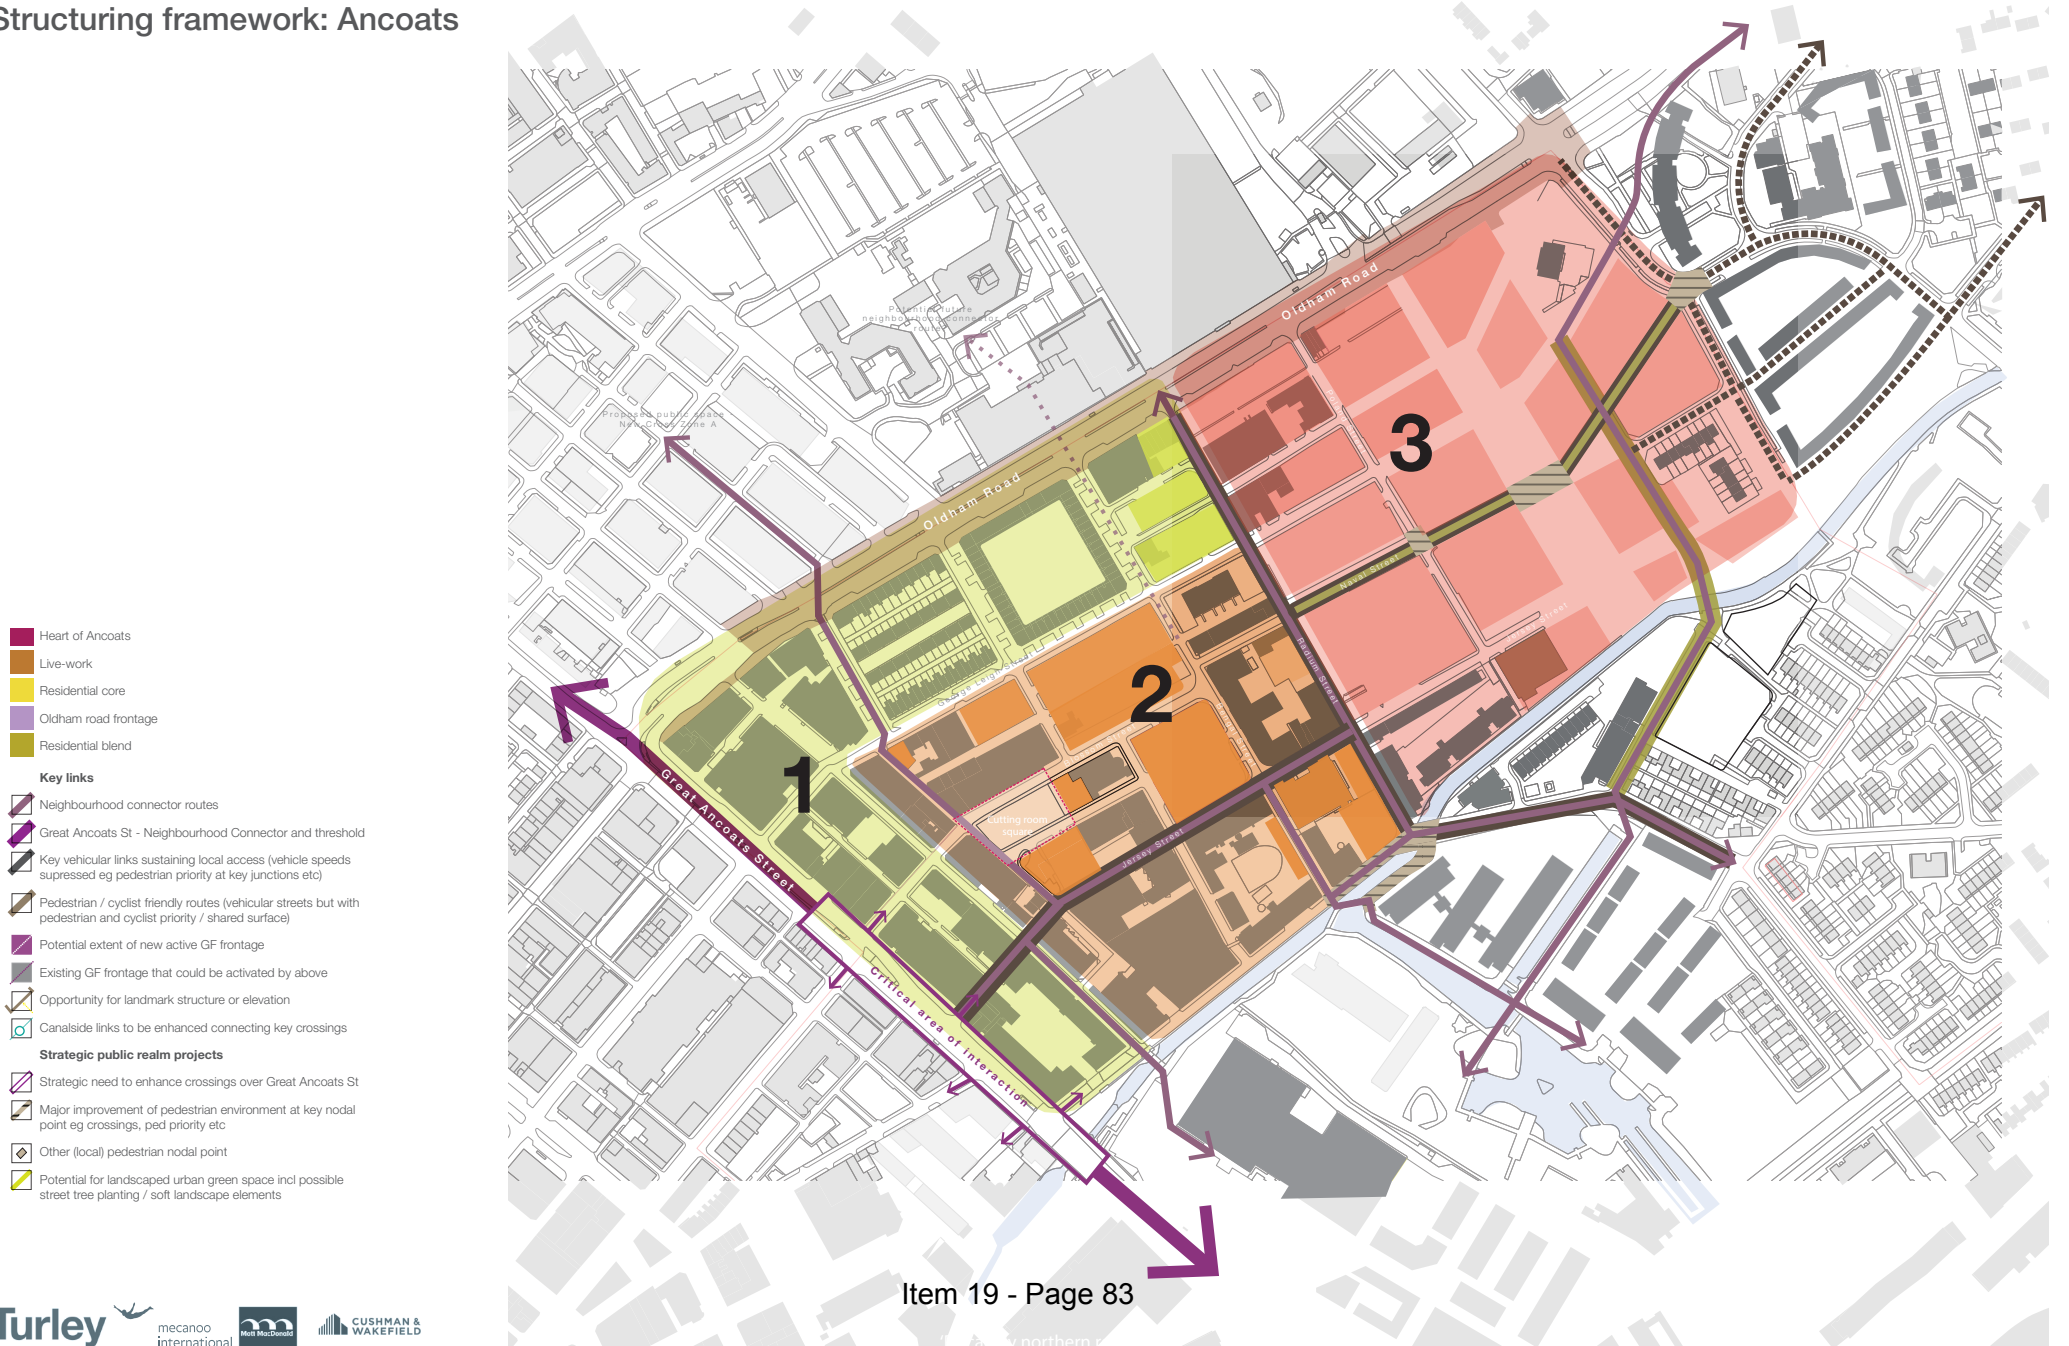 Structuring framework: Ancoats
Heart of Ancoats
Live-work
Residential core
Oldham road frontage
Residential blend
Key links
Neighbourhood connector routes
Great Ancoats St - Neighbourhood Connector and threshold
Key vehicular links sustaining local access (vehicle speeds
supressed eg pedestrian priority at key junctions etc)
Pedestrian / cyclist friendly routes (vehicular streets but with
pedestrian and cyclist priority / shared surface)
Potential extent of new active GF frontage
Existing GF frontage that could be activated by above
Opportunity for landmark structure or elevation
Canalside links to be enhanced connecting key crossings
Strategic public realm projects
Strategic need to enhance crossings over Great Ancoats St
Major improvement of pedestrian environment at key nodal
point eg crossings, ped priority etc
Other (local) pedestrian nodal point
Potential for landscaped urban green space incl possible
street tree planting / soft landscape elements
Turley
mecanoo
international
Mott MacDonald
CUSHMAN &
WAKEFIELD
Potential future
neighbourhood connector
route
Proposed public space
New Cross Zone A
Oldham Road
Oldham Road
3
Naval Street
Jersey Street
Radium Street
George Leigh Street
2
1
Cutting room
square
Jersey Street
Great Ancoats Street
Critical area of interaction
Item 19 - Page 83
northern